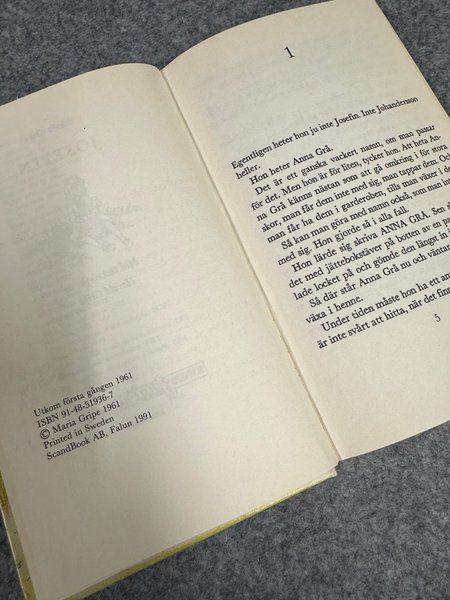 Utkom första gången 1961
ISBN 91-48-51936-7
© Maria Gripe 1961
Printed in Sweden
ScandBook AB, Falun 1991
1
Egentligen heter hon ju inte Josefin. Inte Johandersson
heller.
Hon heter Anna Grå.
Det är ett ganska vackert namn, om man passar
för det. Men hon är för liten, tycker hon. Att heta An-
na Grå känns nästan som att gå omkring i för stora
skor, man får dem inte med sig, man tappar dem. Och
man får ha dem i garderoben, tills man växer i de
Så kan man göra med namn också, som man int
med sig. Hon gjorde så i alla fall.
Hon lärde sig skriva ANNA GRÅ. Sen
det med jättebokstäver på botten av en pa
lade locket på och gömde den längst in i
Så där står Anna Grå nu och väntar
växa i henne.
Under tiden måste hon ha ett ann
är inte svårt att hitta, när det finn
5